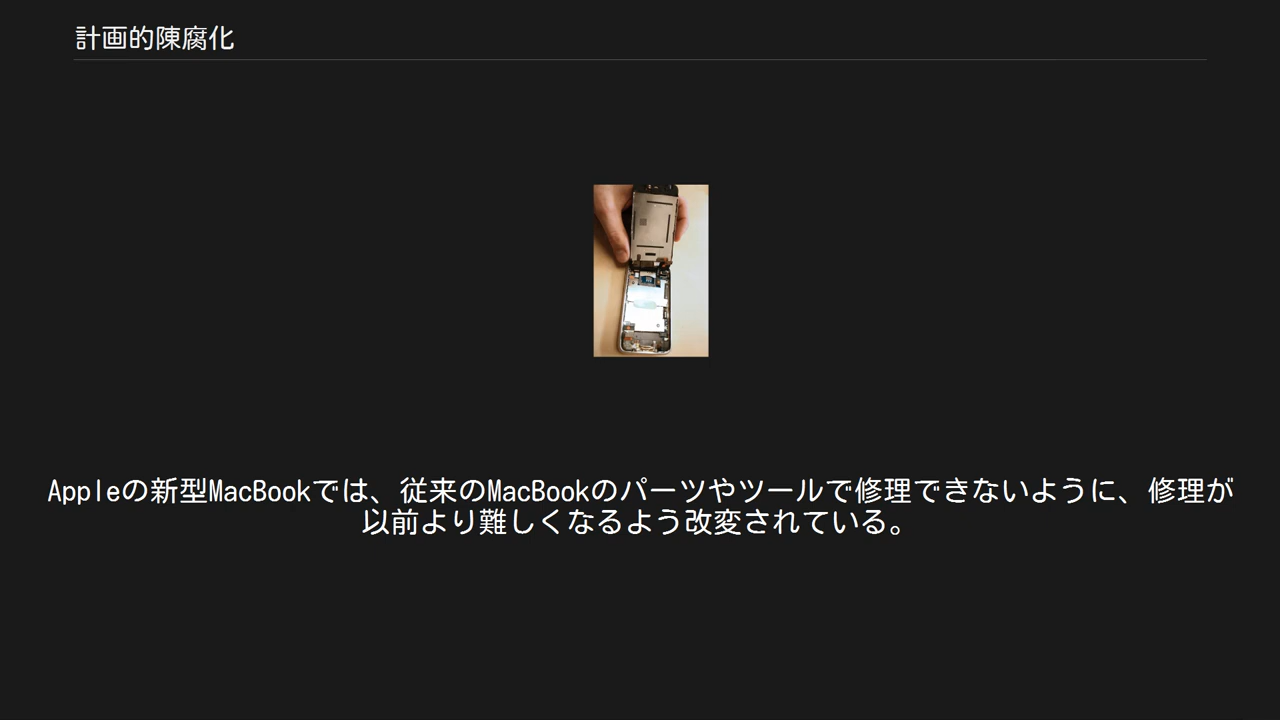 計画的陳腐化
Appleの新型MacBookでは、従来のMacBookのパーツやツールで修理できないように、修理が
以前より難しくなるよう改変されている。